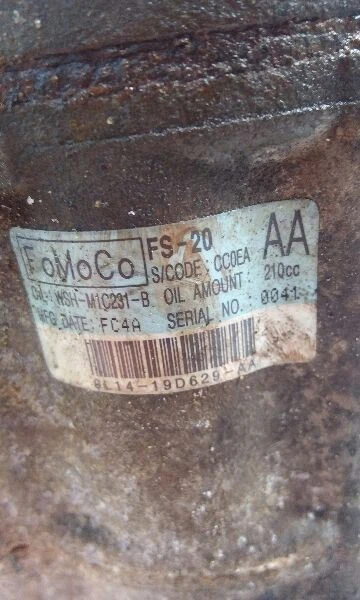 FoMoCo FS-20 AA
S/CODE: CC0EA
OIL: WSH-M1C231-B OIL AMOUNT: 210cc
MFG.DATE: FC4A SERIAL NO.: 0041
8L14-19D629-AA